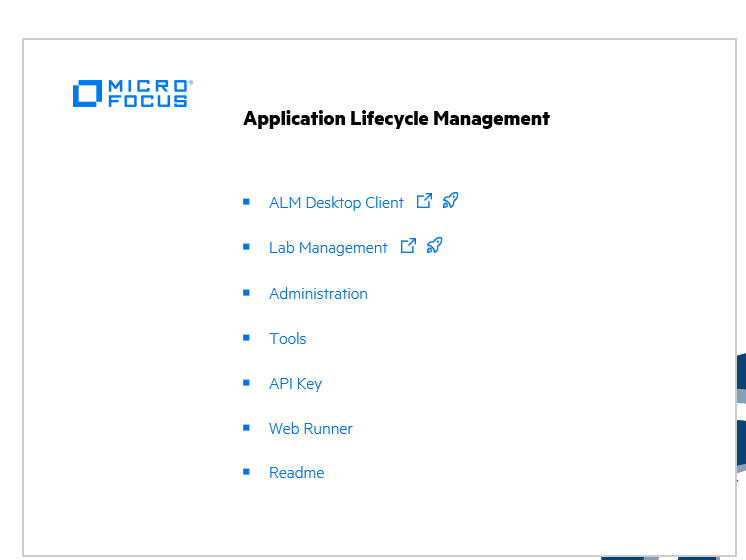 MICRO
FOCUS
Application Lifecycle Management
ALM Desktop Client
Lab Management
Administration
Tools
API Key
Web Runner
Readme